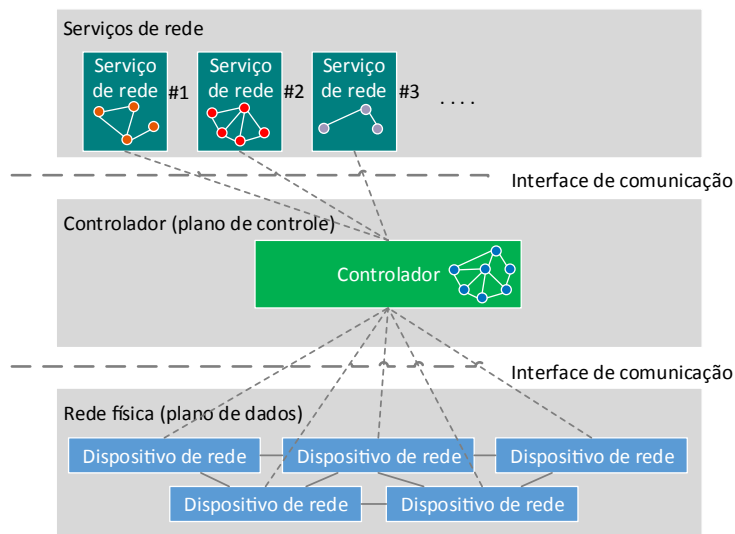 Serviços de rede
Serviço
de rede
#1
Serviço
de rede
#2
Serviço
de rede
#3
. . . .
Interface de comunicação
Controlador (plano de controle)
Controlador
Interface de comunicação
Rede física (plano de dados)
Dispositivo de rede
Dispositivo de rede
Dispositivo de rede
Dispositivo de rede
Dispositivo de rede